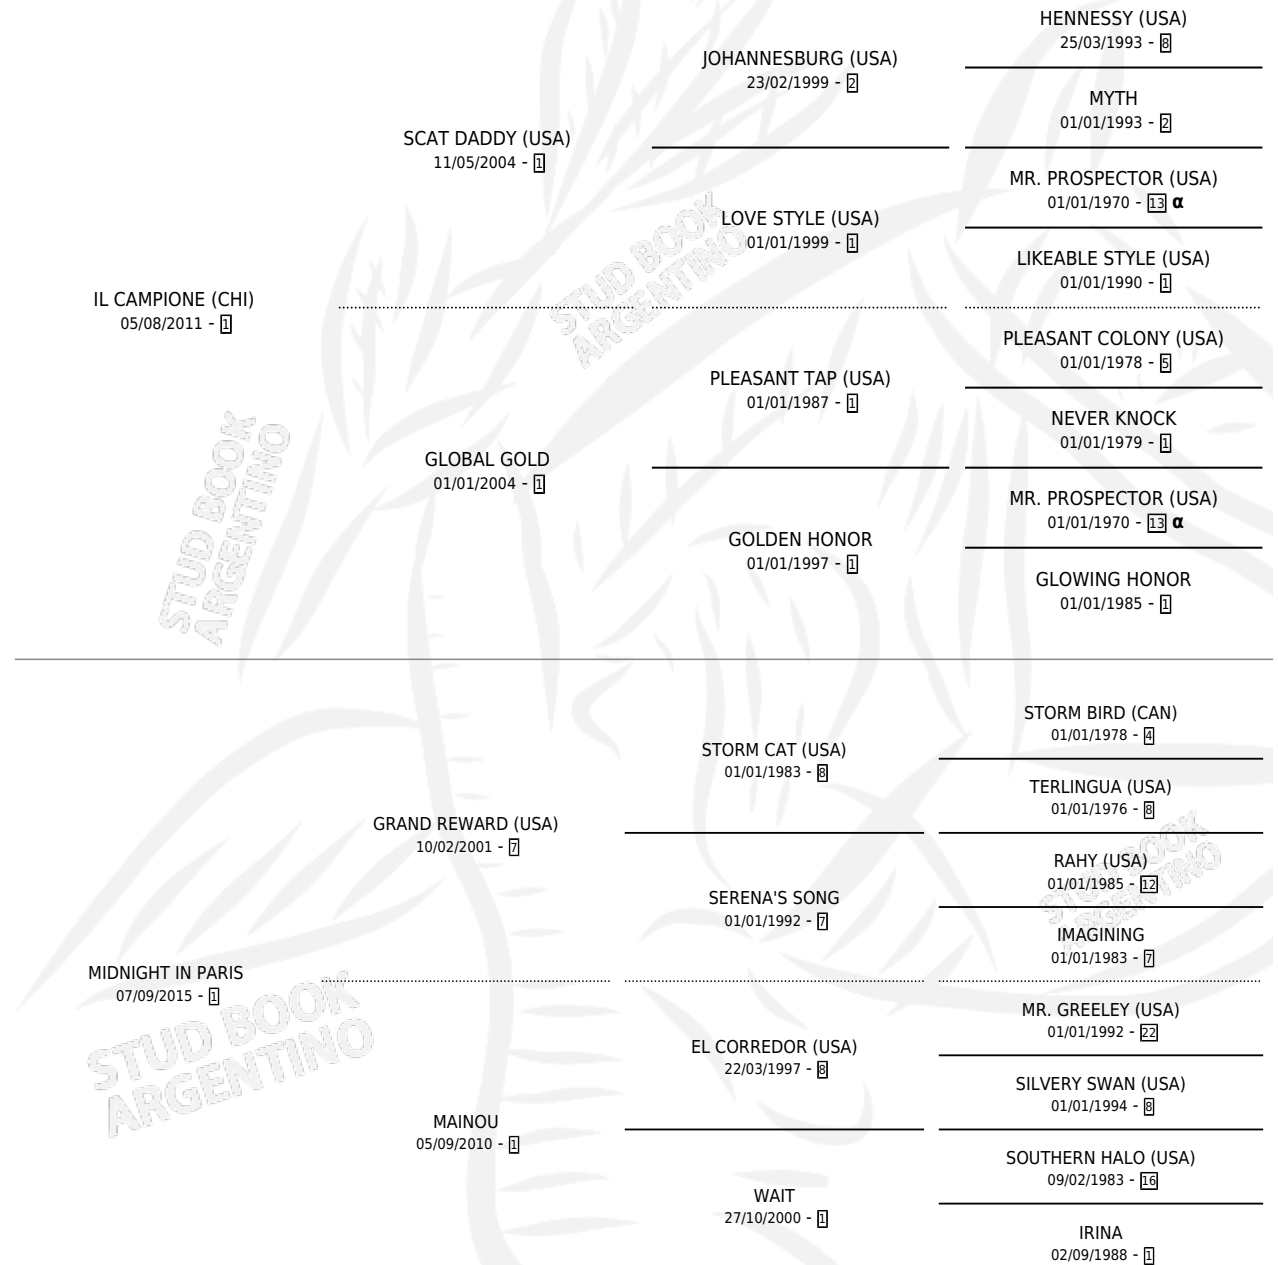 HENNESSY (USA)
25/03/1993 - 8
JOHANNESBURG (USA)
23/02/1999 - 2
MYTH
01/01/1993 - 2
SCAT DADDY (USA)
11/05/2004 - 1
MR. PROSPECTOR (USA)
01/01/1970 - 13 α
LOVE STYLE (USA)
01/01/1999 - 1
LIKEABLE STYLE (USA)
01/01/1990 - 1
IL CAMPIONE (CHI)
05/08/2011 - 1
PLEASANT COLONY (USA)
01/01/1978 - 5
PLEASANT TAP (USA)
01/01/1987 - 1
NEVER KNOCK
01/01/1979 - 1
GLOBAL GOLD
01/01/2004 - 1
MR. PROSPECTOR (USA)
01/01/1970 - 13 α
GOLDEN HONOR
01/01/1997 - 1
GLOWING HONOR
01/01/1985 - 1
STORM BIRD (CAN)
01/01/1978 - 4
STORM CAT (USA)
01/01/1983 - 8
TERLINGUA (USA)
01/01/1976 - 8
GRAND REWARD (USA)
10/02/2001 - 7
RAHY (USA)
01/01/1985 - 12
SERENA'S SONG
01/01/1992 - 7
IMAGINING
01/01/1983 - 7
MIDNIGHT IN PARIS
07/09/2015 - 1
MR. GREELEY (USA)
01/01/1992 - 22
EL CORREDOR (USA)
22/03/1997 - 8
SILVERY SWAN (USA)
01/01/1994 - 8
MAINOU
05/09/2010 - 1
SOUTHERN HALO (USA)
09/02/1983 - 16
WAIT
27/10/2000 - 1
IRINA
02/09/1988 - 1
STUD BOOK
ARGENTINO
STUD BOOK
ARGENTINO
STUD BOOK
ARGENTINO
STUD BOOK
ARGENTINO